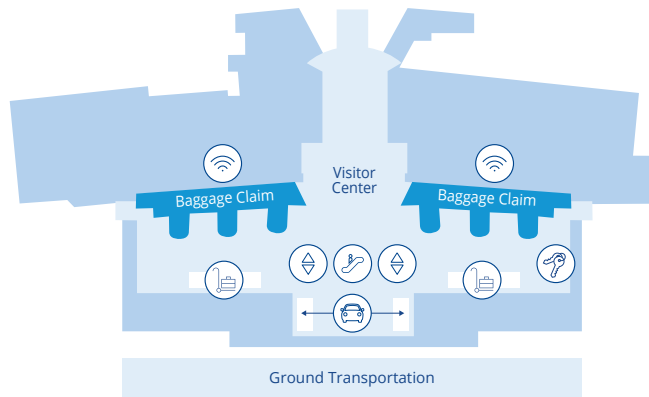 Visitor
Center
Baggage Claim
Baggage Claim
Ground Transportation